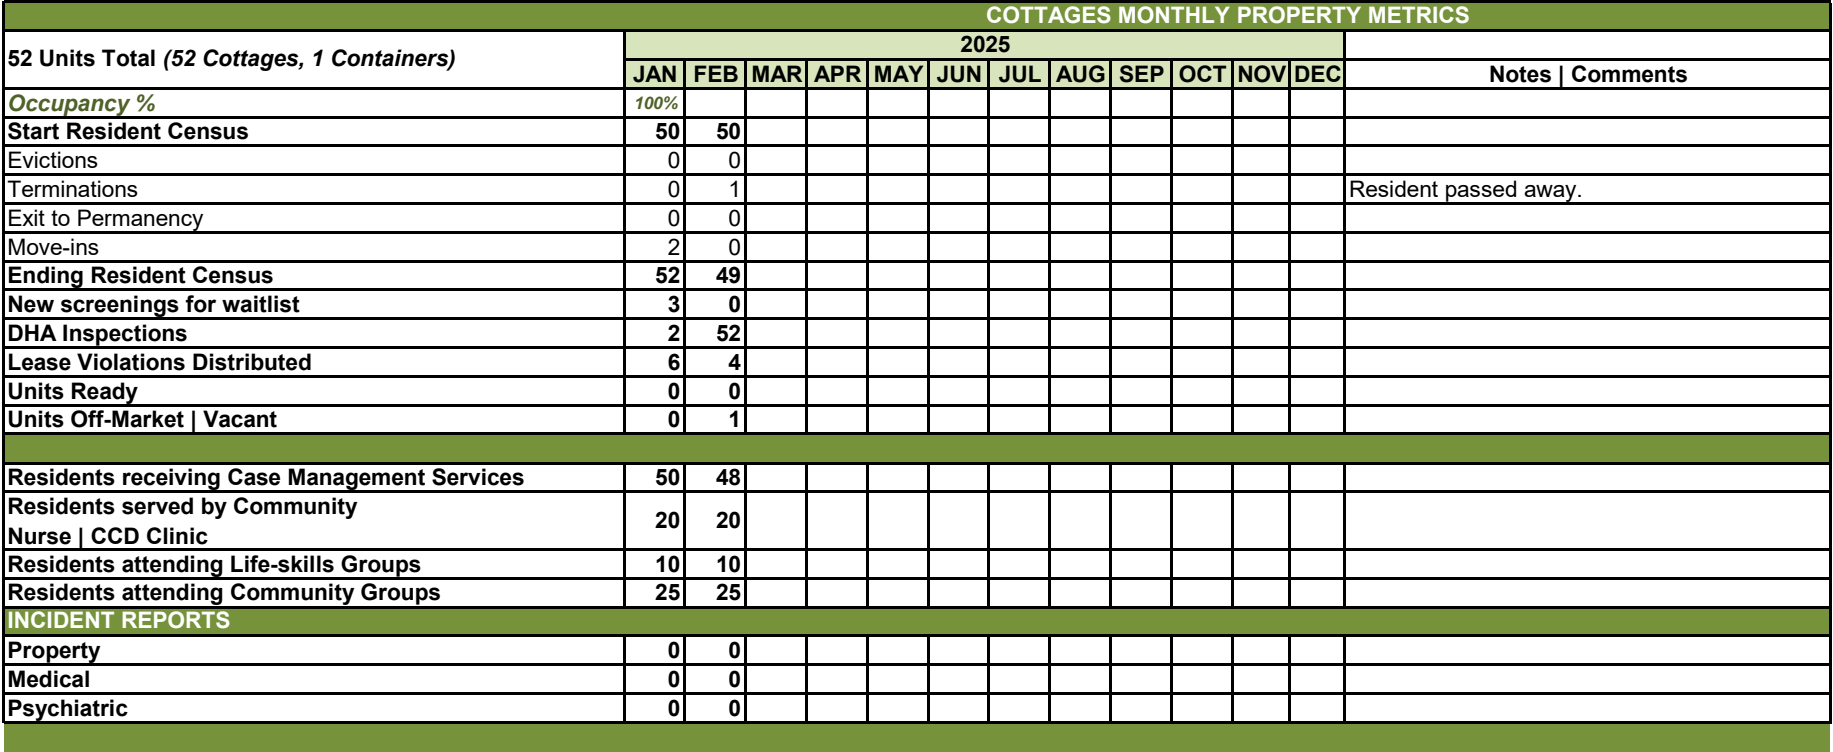 COTTAGES MONTHLY PROPERTY METRICS
52 Units Total (52 Cottages, 1 Containers)
2025
JAN FEB MAR APR MAY JUN JUL AUG SEP OCT NOV DEC Notes | Comments
Occupancy % 100%
Start Resident Census 50 50
Evictions 0 0
Terminations 0 1 Resident passed away.
Exit to Permanency 0 0
Move-ins 2 0
Ending Resident Census 52 49
New screenings for waitlist 3 0
DHA Inspections 2 52
Lease Violations Distributed 6 4
Units Ready 0 0
Units Off-Market | Vacant 0 1
Residents receiving Case Management Services 50 48
Residents served by Community
Nurse | CCD Clinic 20 20
Residents attending Life-skills Groups 10 10
Residents attending Community Groups 25 25
INCIDENT REPORTS
Property 0 0
Medical 0 0
Psychiatric 0 0